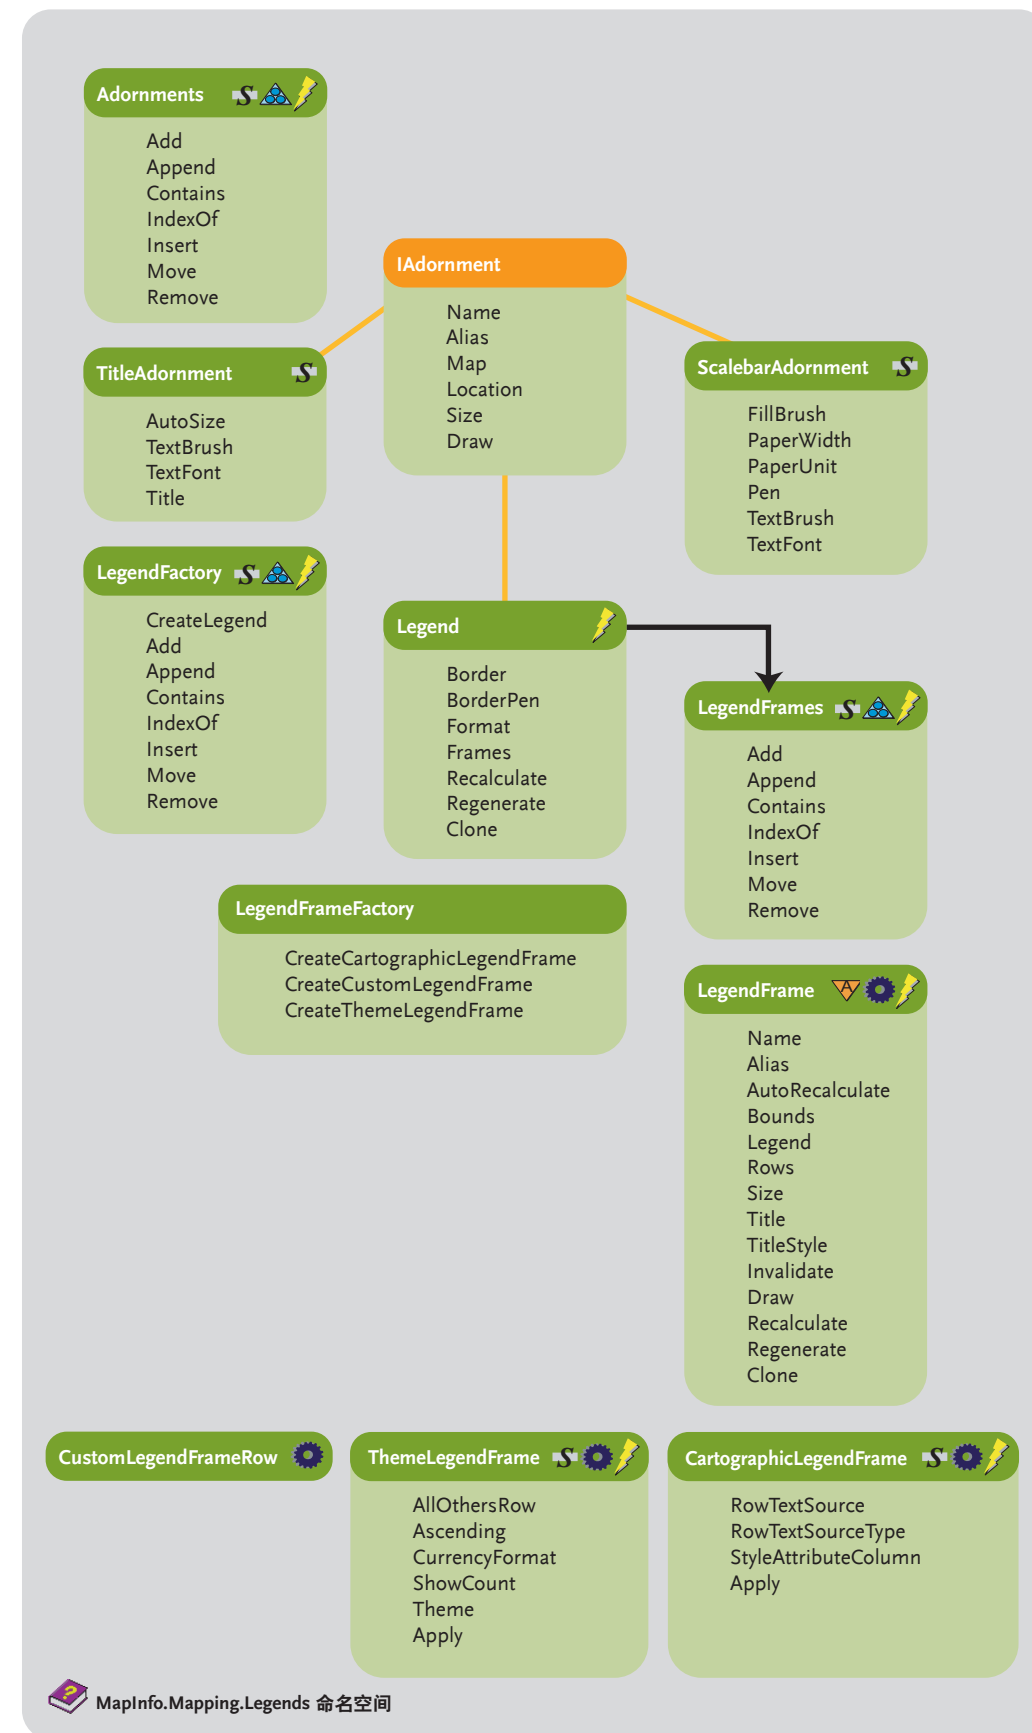 Adornments
Add
Append
Contains
IndexOf
Insert
Move
Remove
IAdornment
Name
Alias
Map
Location
Size
Draw
TitleAdornment
AutoSize
TextBrush
TextFont
Title
ScalebarAdornment
FillBrush
PaperWidth
PaperUnit
Pen
TextBrush
TextFont
LegendFactory
CreateLegend
Add
Append
Contains
IndexOf
Insert
Move
Remove
Legend
Border
BorderPen
Format
Frames
Recalculate
Regenerate
Clone
LegendFrames
Add
Append
Contains
IndexOf
Insert
Move
Remove
LegendFrameFactory
CreateCartographicLegendFrame
CreateCustomLegendFrame
CreateThemeLegendFrame
LegendFrame
Name
Alias
AutoRecalculate
Bounds
Legend
Rows
Size
Title
TitleStyle
Invalidate
Draw
Recalculate
Regenerate
Clone
CustomLegendFrameRow
ThemeLegendFrame
AllOthersRow
Ascending
CurrencyFormat
ShowCount
Theme
Apply
CartographicLegendFrame
RowTextSource
RowTextSourceType
StyleAttributeColumn
Apply
MapInfo.Mapping.Legends 命名空间